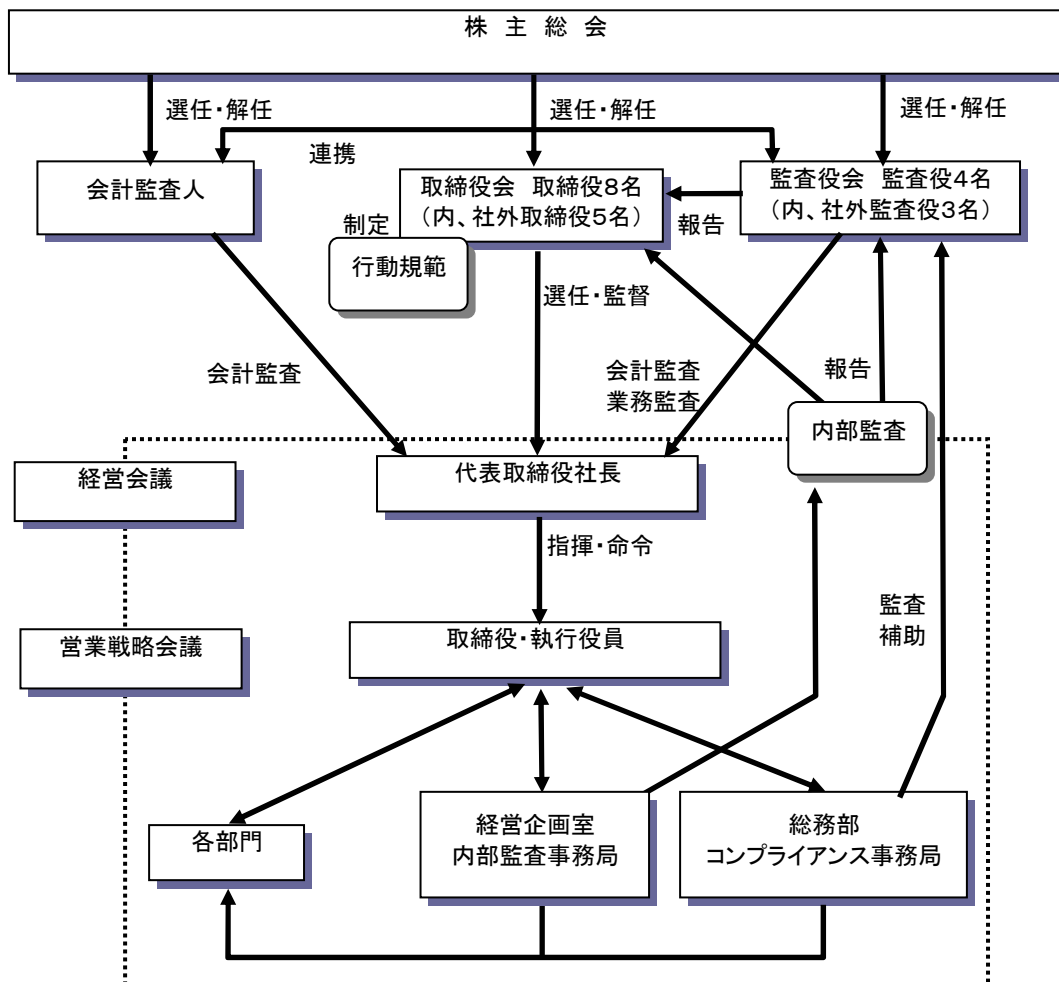 株 主 総 会
選任・解任
選任・解任
選任・解任
連携
会計監査人
取締役会 取締役8名
（内、社外取締役5名）
監査役会 監査役4名
（内、社外監査役3名）
制定
報告
行動規範
選任・監督
会計監査
会計監査
業務監査
報告
内部監査
経営会議
代表取締役社長
指揮・命令
監査
補助
営業戦略会議
取締役・執行役員
各部門
経営企画室
内部監査事務局
総務部
コンプライアンス事務局